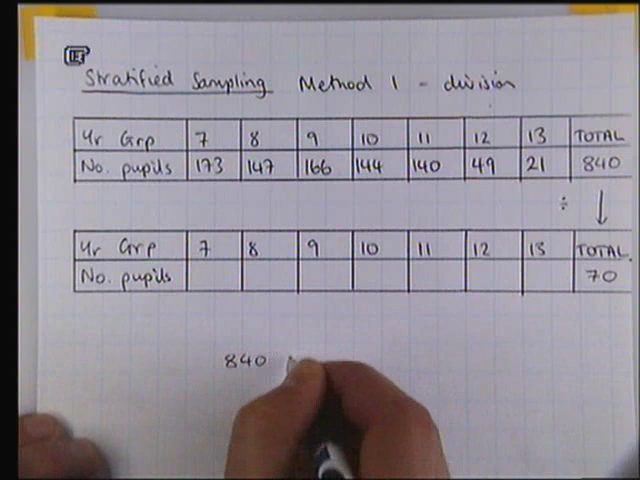 Stratified Sampling Method 1 - division
Yr Grp 7 8 9 10 11 12 13 TOTAL
No. pupils 173 147 166 144 140 49 21 840
÷ ↓
Yr Grp 7 8 9 10 11 12 13 TOTAL
No. pupils 70
840